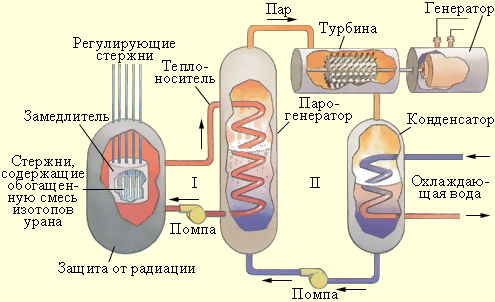 Пар
Турбина
Генератор
Регулирующие
стержни
Тепло-
носитель
Паро-
генератор
Конденсатор
Замедлитель
Стержни,
содержащие
обогащен-
ную смесь
изотопов
урана
I
II
Охлаждаю-
щая вода
Помпа
Защита от радиации
Помпа